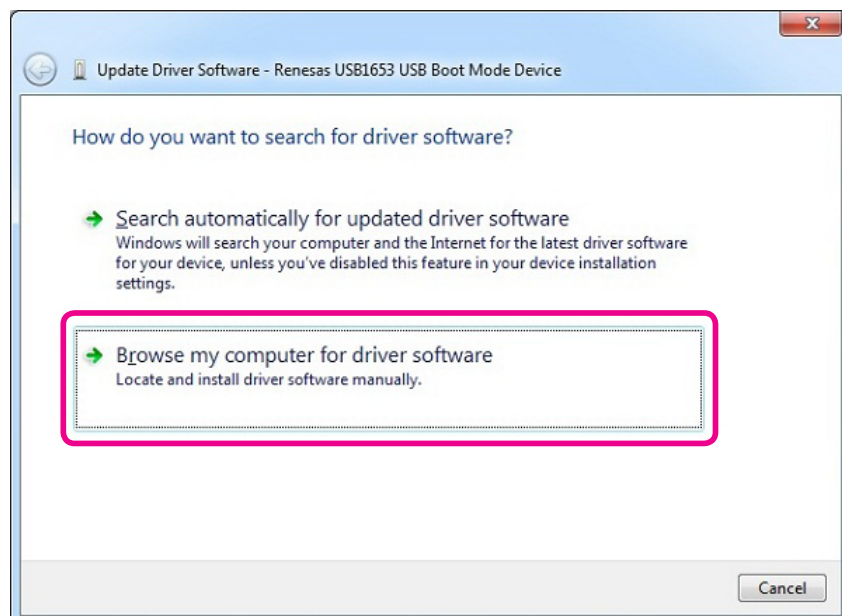 Update Driver Software - Renesas USB1653 USB Boot Mode Device
How do you want to search for driver software?
Search automatically for updated driver software
Windows will search your computer and the Internet for the latest driver software
for your device, unless you've disabled this feature in your device installation
settings.
Browse my computer for driver software
Locate and install driver software manually.
Cancel